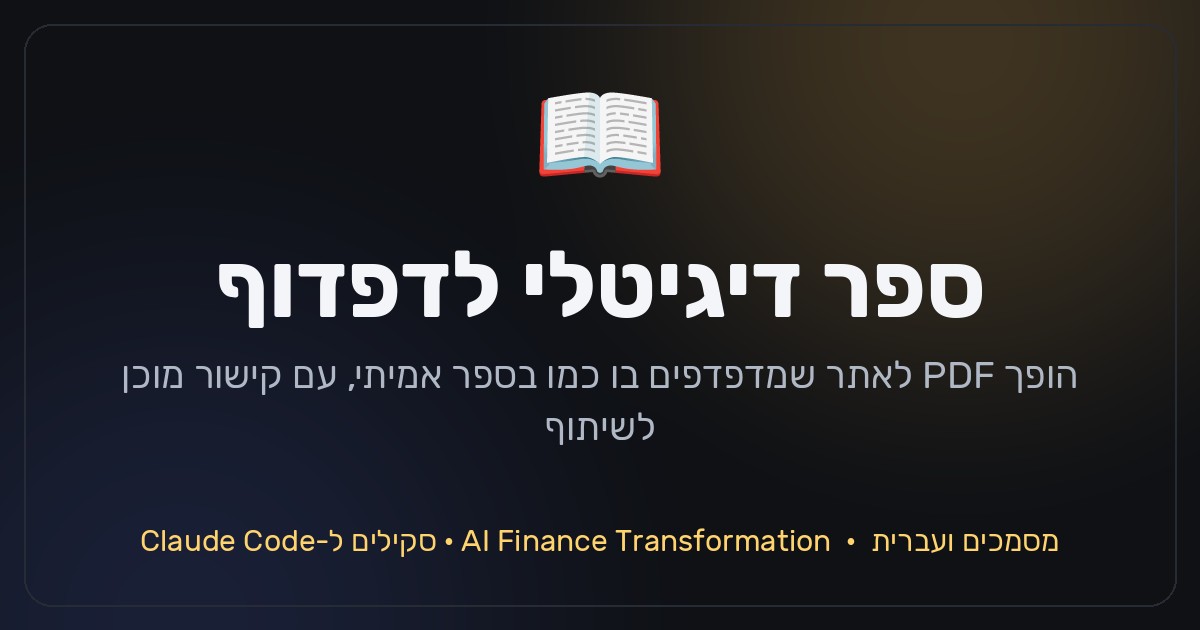 ספר דיגיטלי לדפדוף
הופך PDF לאתר שמדפדפים בו כמו בספר אמיתי, עם קישור מוכן
לשיתוף
מסמכים ועברית • AI Finance Transformation • סקילים ל-Claude Code